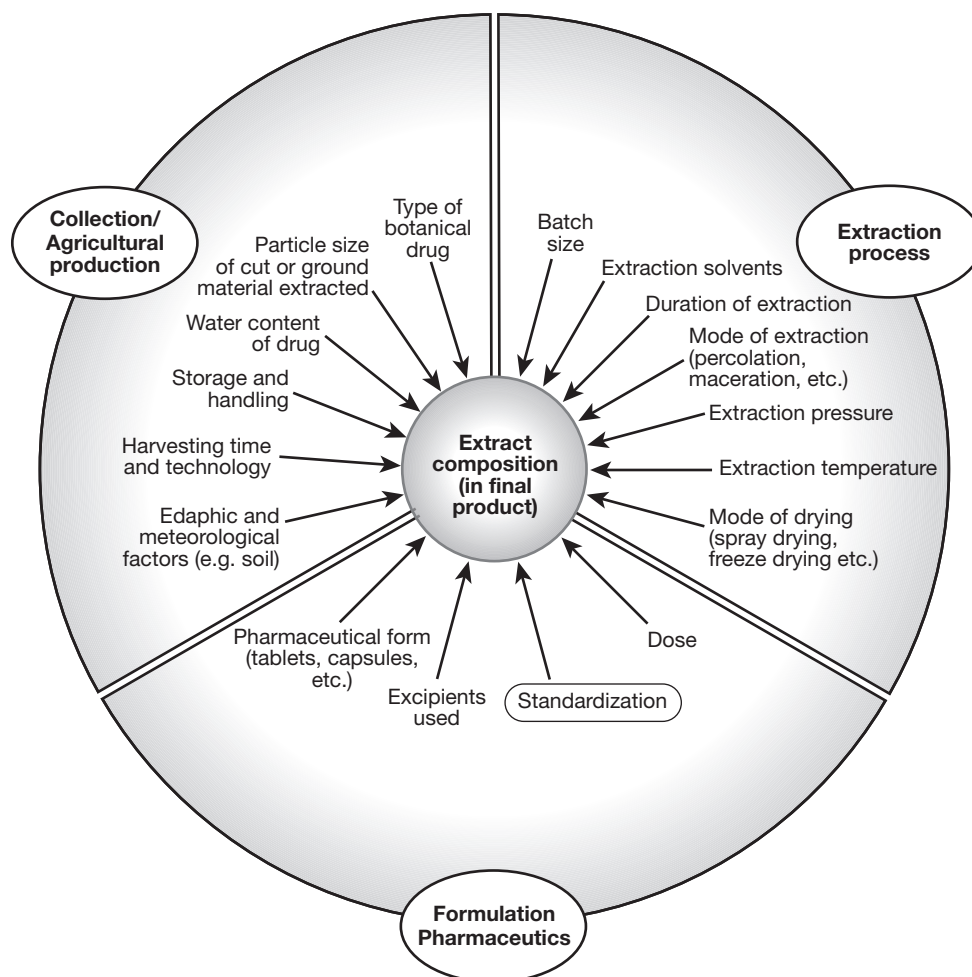 Collection/
Agricultural
production
Type of
botanical
drug
Particle size
of cut or ground
material extracted
Water content
of drug
Storage and
handling
Harvesting time
and technology
Edaphic and
meteorological
factors (e.g. soil)
Extraction
process
Batch
size
Extraction solvents
Duration of extraction
Mode of extraction
(percolation,
maceration, etc.)
Extraction pressure
Extraction temperature
Mode of drying
(spray drying,
freeze drying etc.)
Extract
composition
(in final
product)
Pharmaceutical form
(tablets, capsules,
etc.)
Excipients
used
Standardization
Dose
Formulation
Pharmaceutics